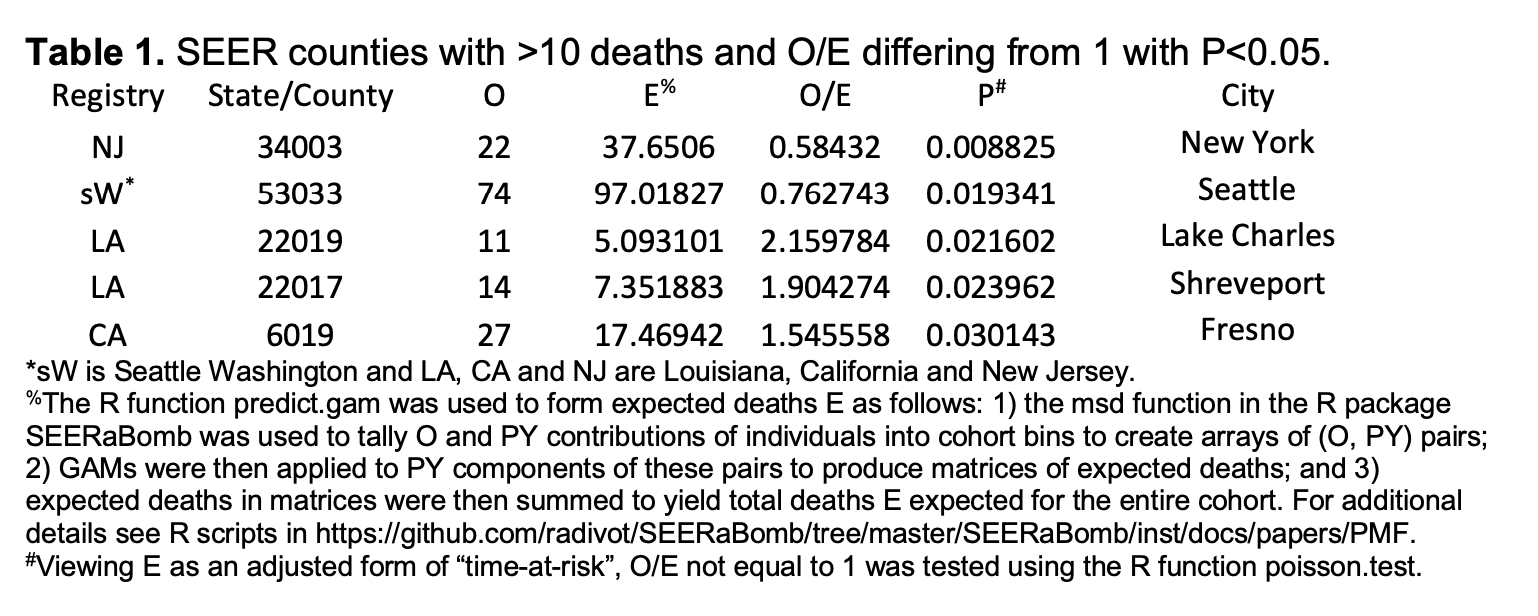 Table 1. SEER counties with >10 deaths and O/E differing from 1 with P<0.05.
Registry State/County O E% O/E P# City
NJ 34003 22 37.6506 0.58432 0.008825 New York
sW* 53033 74 97.01827 0.762743 0.019341 Seattle
LA 22019 11 5.093101 2.159784 0.021602 Lake Charles
LA 22017 14 7.351883 1.904274 0.023962 Shreveport
CA 6019 27 17.46942 1.545558 0.030143 Fresno
*sW is Seattle Washington and LA, CA and NJ are Louisiana, California and New Jersey.
%The R function predict.gam was used to form expected deaths E as follows: 1) the msd function in the R package
SEERaBomb was used to tally O and PY contributions of individuals into cohort bins to create arrays of (O, PY) pairs;
2) GAMs were then applied to PY components of these pairs to produce matrices of expected deaths; and 3)
expected deaths in matrices were then summed to yield total deaths E expected for the entire cohort. For additional
details see R scripts in https://github.com/radivot/SEERaBomb/tree/master/SEERaBomb/inst/docs/papers/PMF.
#Viewing E as an adjusted form of “time-at-risk”, O/E not equal to 1 was tested using the R function poisson.test.